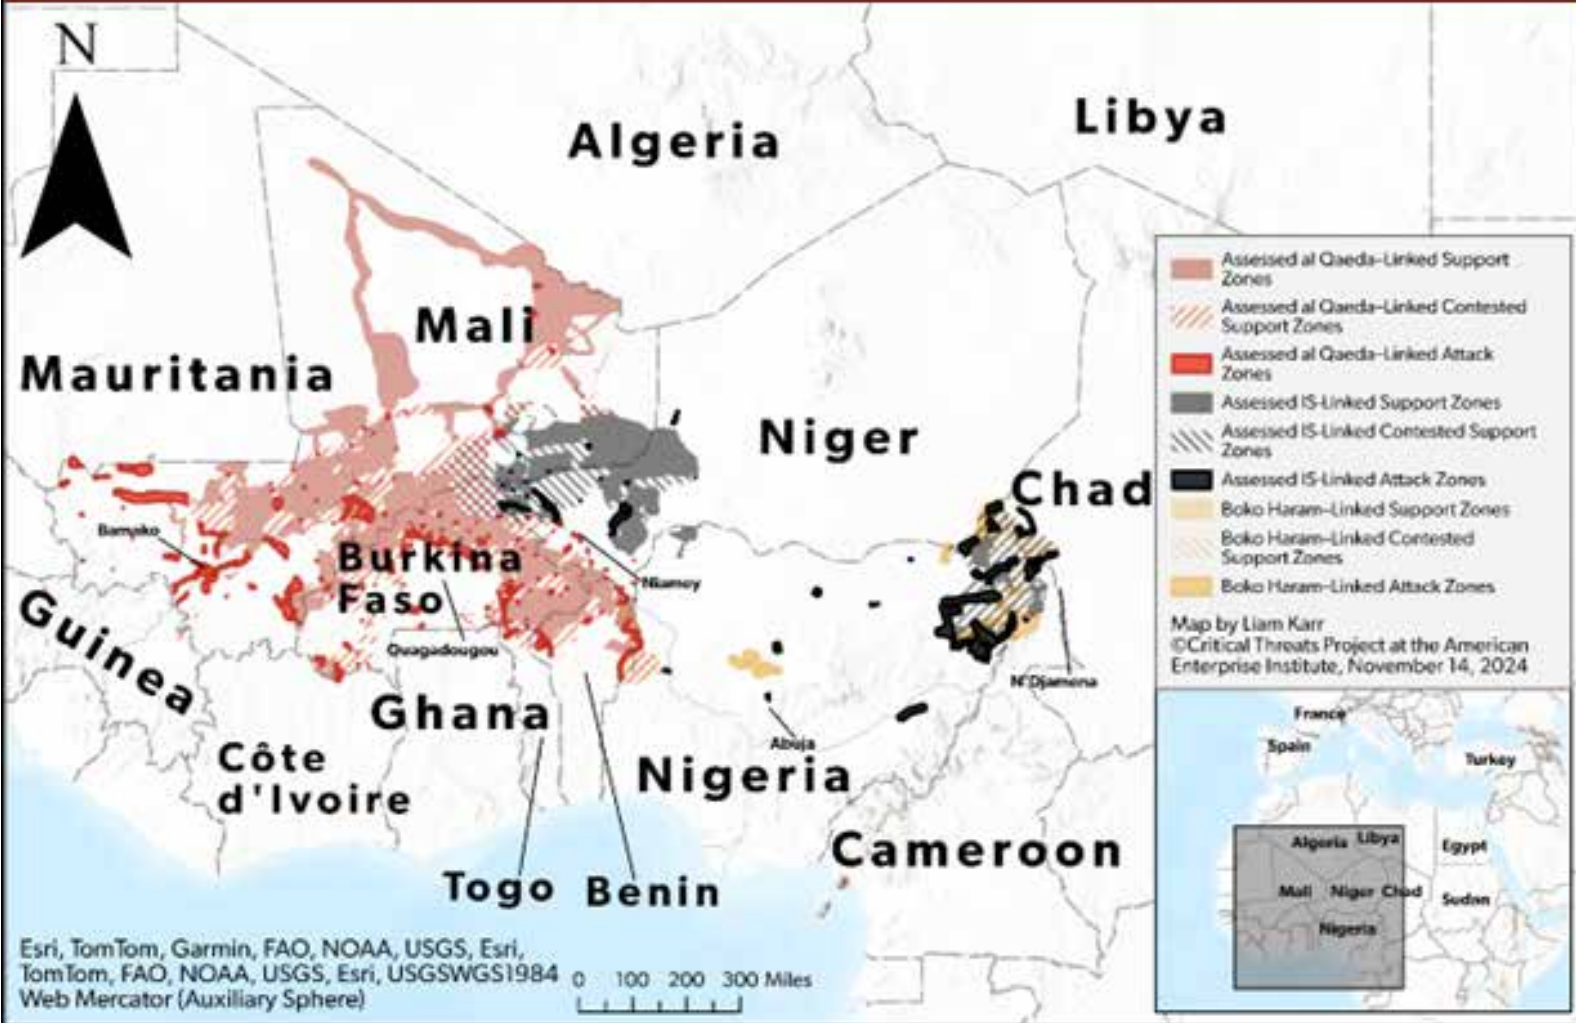 N
Algeria
Libya
Mali
Mauritania
Niger
Chad
Bamako
Burkina
Faso
Niamey
Guinea
Ouagadougou
N'Djamena
Ghana
Abuja
Côte
d'Ivoire
Nigeria
Cameroon
Togo
Benin
Assessed al Qaeda–Linked Support
Zones
Assessed al Qaeda–Linked Contested
Support Zones
Assessed al Qaeda–Linked Attack
Zones
Assessed IS-Linked Support Zones
Assessed IS-Linked Contested Support
Zones
Assessed IS-Linked Attack Zones
Boko Haram–Linked Support Zones
Boko Haram–Linked Contested
Support Zones
Boko Haram–Linked Attack Zones
Map by Liam Karr
©Critical Threats Project at the American
Enterprise Institute, November 14, 2024
France
Spain
Turkey
Algeria
Libya
Egypt
Mali
Niger
Chad
Sudan
Nigeria
Esri, TomTom, Garmin, FAO, NOAA, USGS, Esri,
TomTom, FAO, NOAA, USGS, Esri, USGSWGS1984
Web Mercator (Auxiliary Sphere)
0 100 200 300 Miles